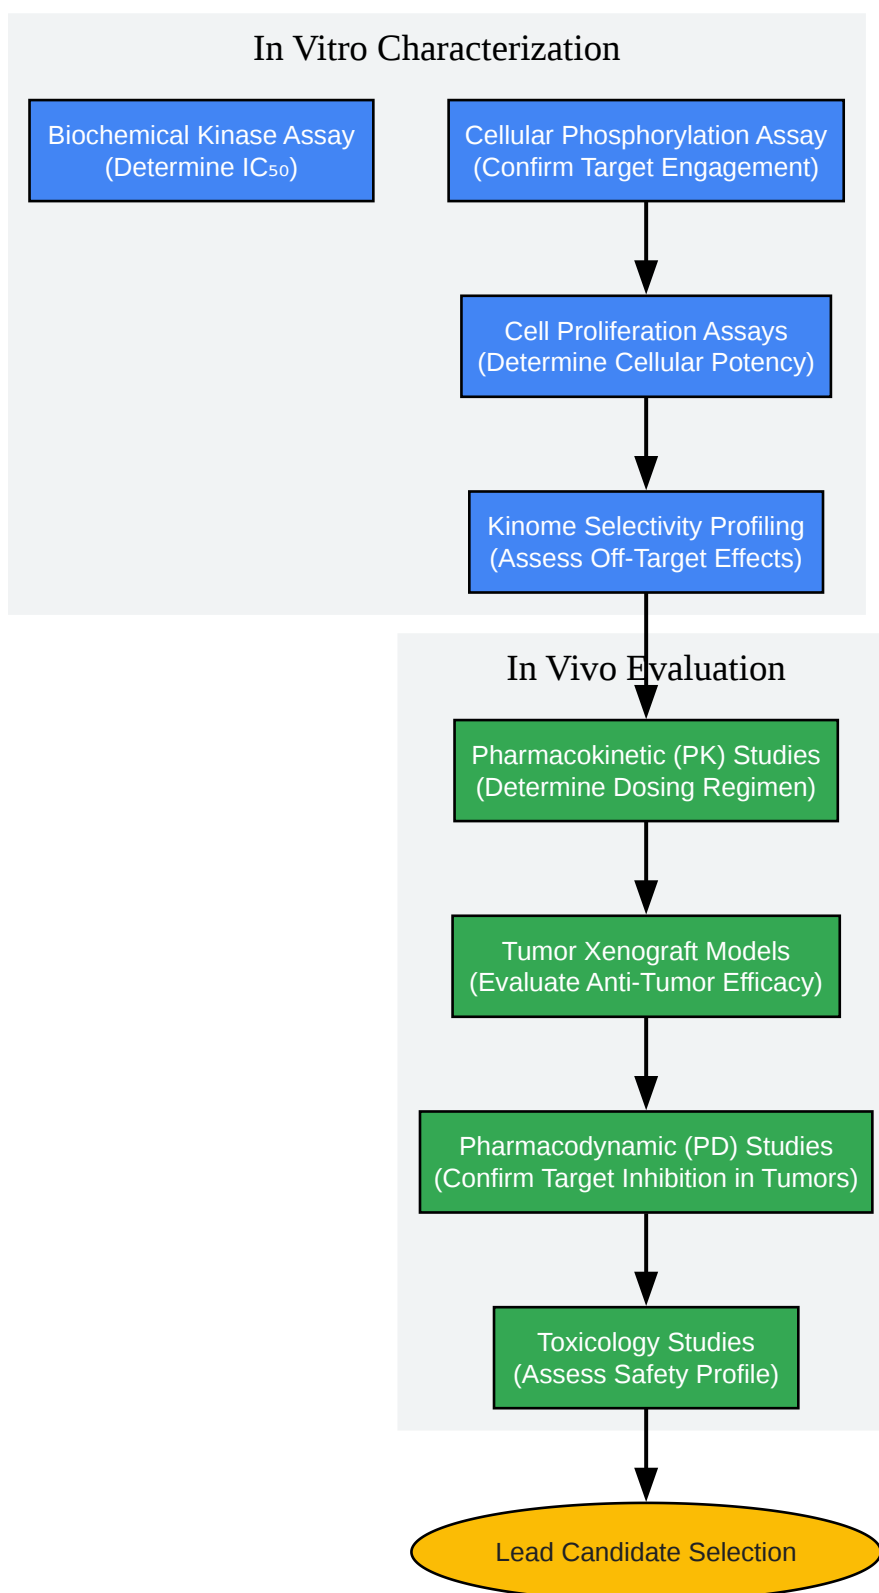 In Vitro Characterization
Biochemical Kinase Assay
(Determine IC₅₀)
Cellular Phosphorylation Assay
(Confirm Target Engagement)
Cell Proliferation Assays
(Determine Cellular Potency)
Kinome Selectivity Profiling
(Assess Off-Target Effects)
In Vivo Evaluation
Pharmacokinetic (PK) Studies
(Determine Dosing Regimen)
Tumor Xenograft Models
(Evaluate Anti-Tumor Efficacy)
Pharmacodynamic (PD) Studies
(Confirm Target Inhibition in Tumors)
Toxicology Studies
(Assess Safety Profile)
Lead Candidate Selection